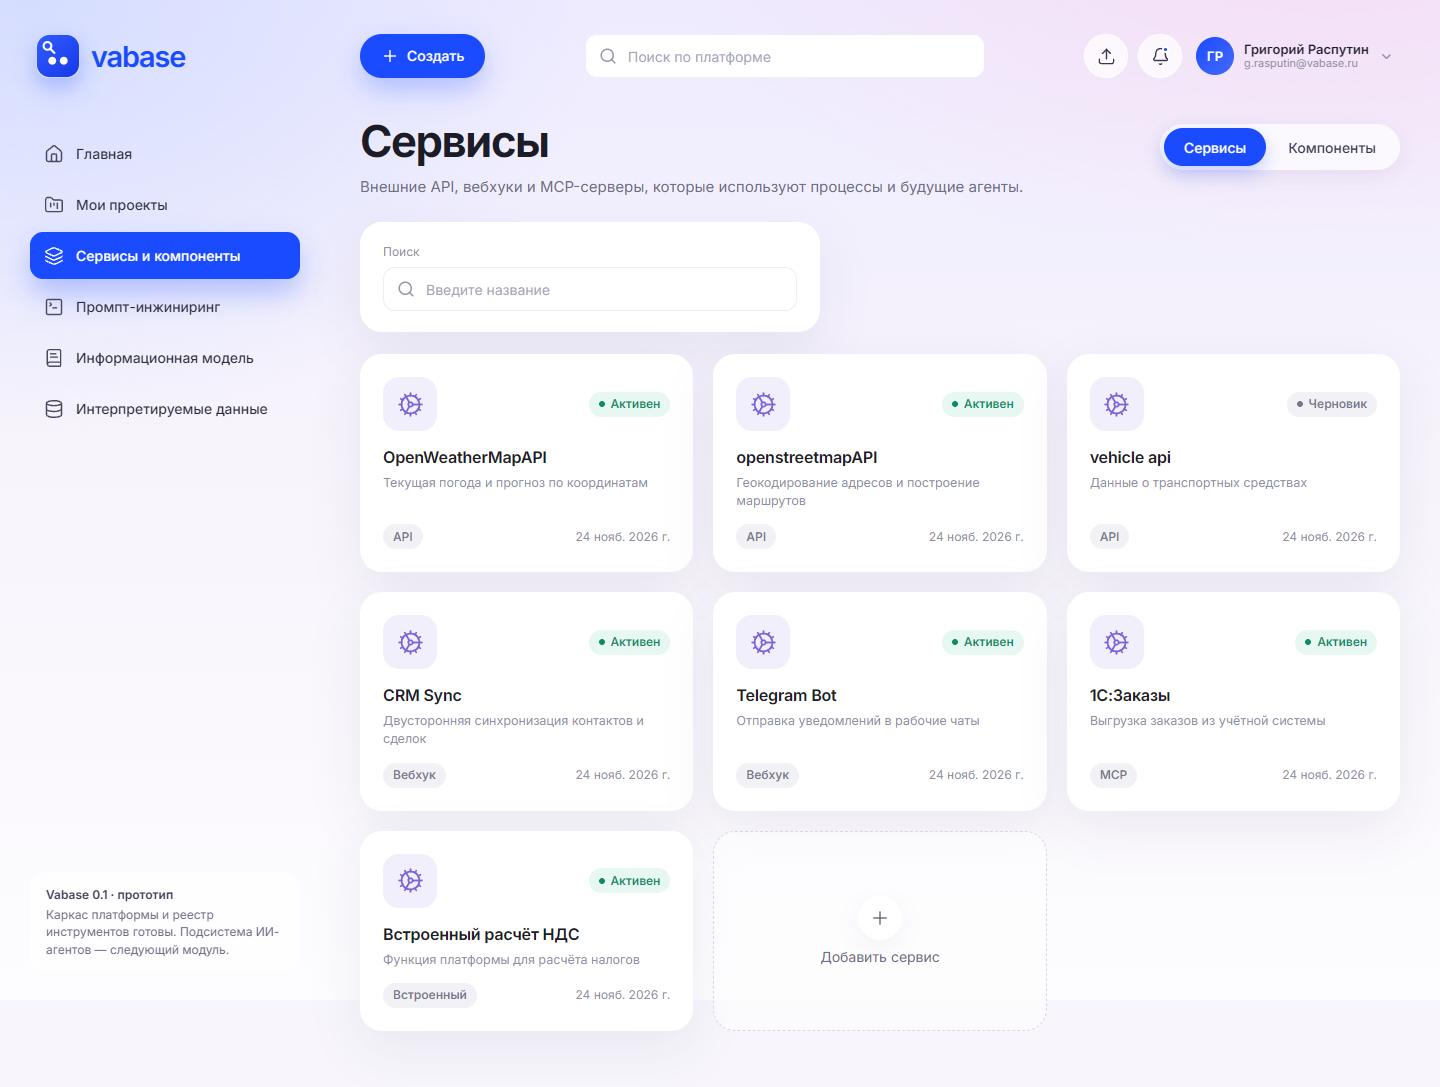 vabase
Создать
Поиск по платформе
ГР
Григорий Распутин
g.rasputin@vabase.ru
Главная
Мои проекты
Сервисы и компоненты
Промпт-инжиниринг
Информационная модель
Интерпретируемые данные
Vabase 0.1 · прототип
Каркас платформы и реестр
инструментов готовы. Подсистема ИИ-
агентов — следующий модуль.
Сервисы
Внешние API, вебхуки и MCP-серверы, которые используют процессы и будущие агенты.
Сервисы
Компоненты
Поиск
Введите название
Активен
OpenWeatherMapAPI
Текущая погода и прогноз по координатам
API
24 нояб. 2026 г.
Активен
openstreetmapAPI
Геокодирование адресов и построение
маршрутов
API
24 нояб. 2026 г.
Черновик
vehicle api
Данные о транспортных средствах
API
24 нояб. 2026 г.
Активен
CRM Sync
Двусторонняя синхронизация контактов и
сделок
Вебхук
24 нояб. 2026 г.
Активен
Telegram Bot
Отправка уведомлений в рабочие чаты
Вебхук
24 нояб. 2026 г.
Активен
1С:Заказы
Выгрузка заказов из учётной системы
MCP
24 нояб. 2026 г.
Активен
Встроенный расчёт НДС
Функция платформы для расчёта налогов
Встроенный
24 нояб. 2026 г.
Добавить сервис